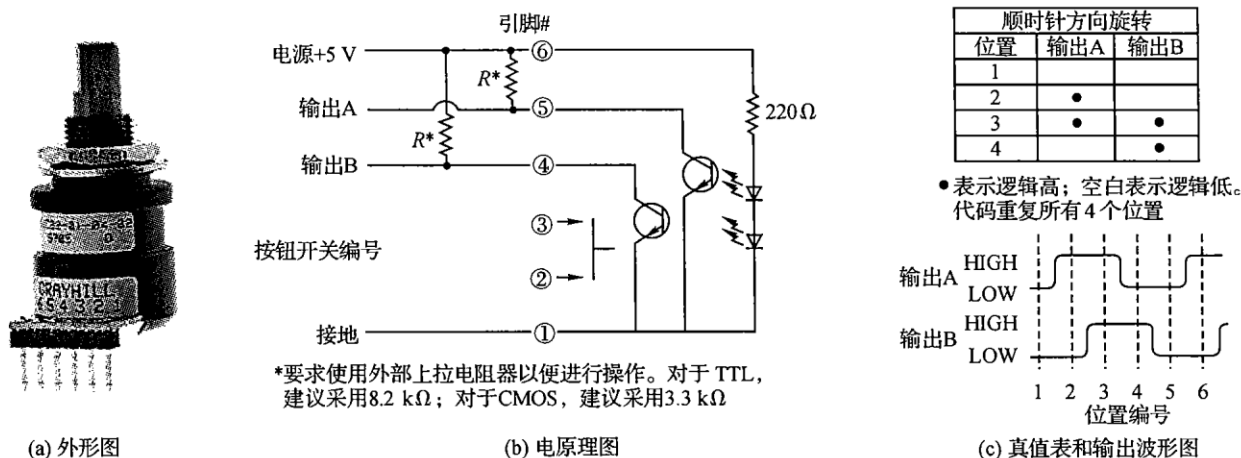 引脚#
电源+5 V
⑥
R*
输出A
⑤
220 Ω
R*
输出B
④
③
按钮开关编号
②
接地
①
*要求使用外部上拉电阻器以便进行操作。对于 TTL，
建议采用8.2 kΩ；对于CMOS，建议采用3.3 kΩ
GRAYHILL
6 5 4 3 2 1
顺时针方向旋转
位置 输出A 输出B
1
2 •
3 • •
4 •
• 表示逻辑高；空白表示逻辑低。
代码重复所有4个位置
输出A HIGH
LOW
输出B HIGH
LOW
1 2 3 4 5 6
位置编号
(a) 外形图
(b) 电原理图
(c) 真值表和输出波形图